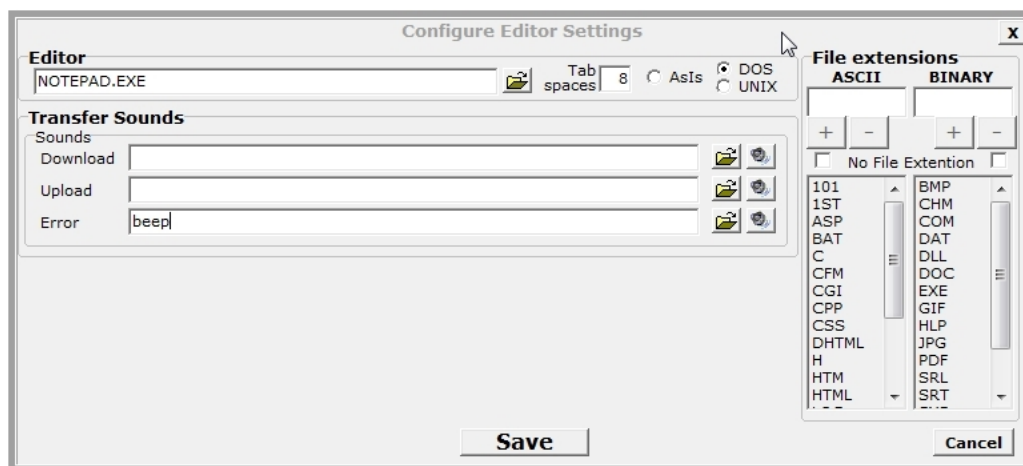 Configure Editor Settings
X
Editor
NOTEPAD.EXE
Tab spaces
8
AsIs
DOS
UNIX
Transfer Sounds
Sounds
Download
Upload
Error
beep
File extensions
ASCII
BINARY
+
-
+
-
No File Extention
101
1ST
ASP
BAT
C
CFM
CGI
CPP
CSS
DHTML
H
HTM
HTML
BMP
CHM
COM
DAT
DLL
DOC
EXE
GIF
HLP
JPG
PDF
SRL
SRT
Save
Cancel